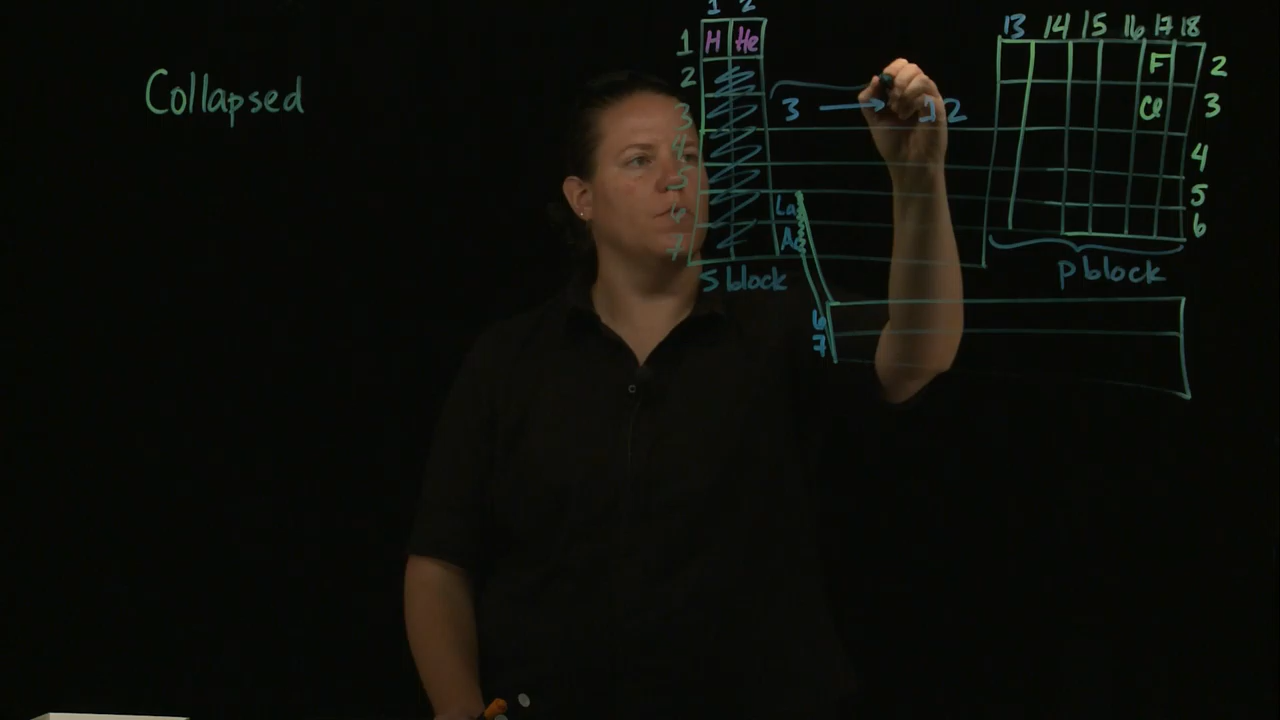 Collapsed
1 2
13 14 15 16 17 18
1 H He
F 2
2
3 → 12
Cl 3
3
4 4
5 5
La
6 6
Ac
7
S block
p block
6
7